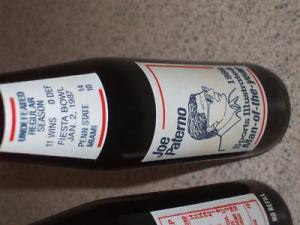 UNDEFEATED
REGULAR
SEASON
11 WINS 0 DEF
FIESTA BOWL
JAN. 2, 1987
PENN STATE 14
MIAMI 10
Joe
Paterno
Sports Illustrated
Man-of-the-
NO REFILL